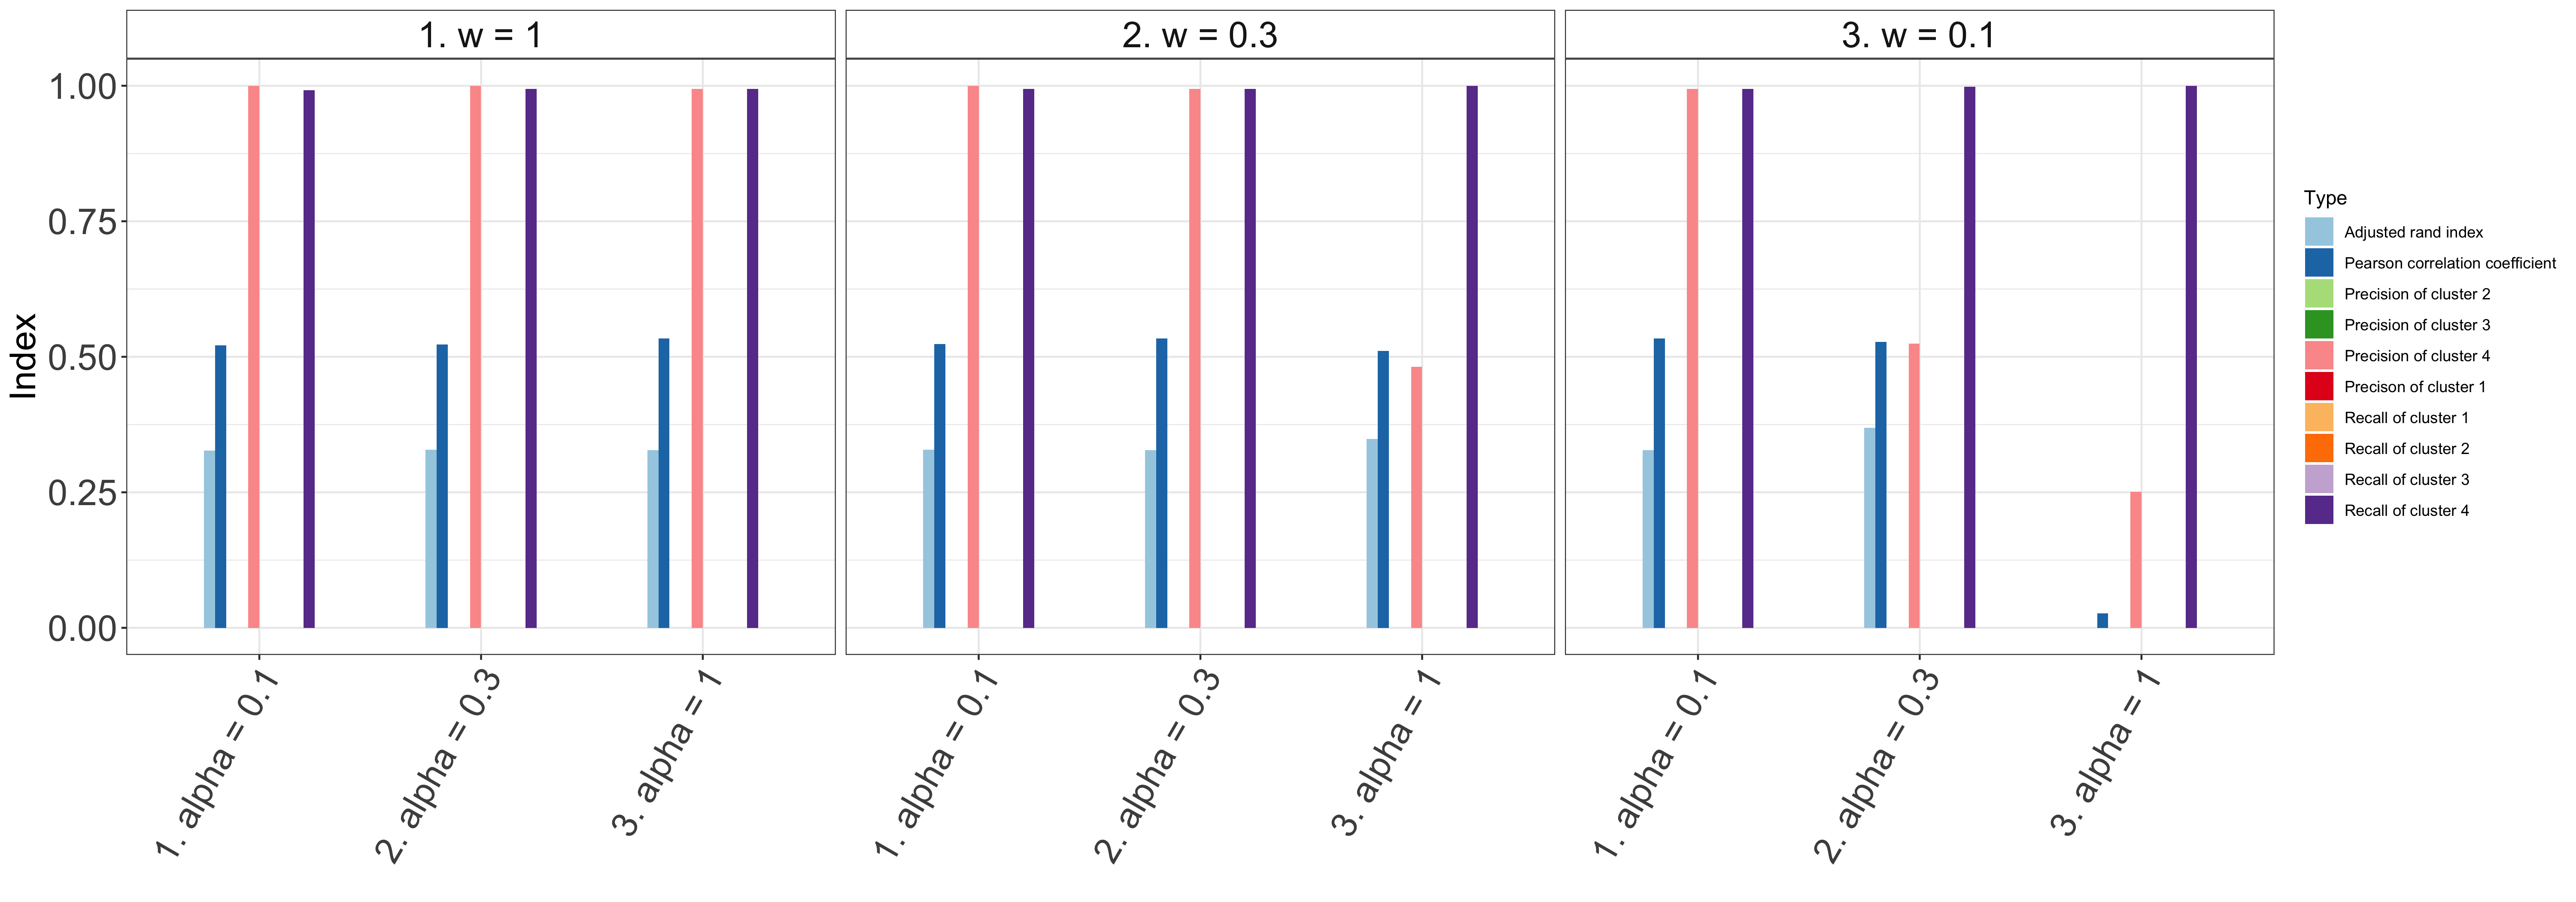 1. w = 1
2. w = 0.3
3. w = 0.1
Index
1.00
0.75
0.50
0.25
0.00
1. alpha = 0.1
2. alpha = 0.3
3. alpha = 1
1. alpha = 0.1
2. alpha = 0.3
3. alpha = 1
1. alpha = 0.1
2. alpha = 0.3
3. alpha = 1
Type
Adjusted rand index
Pearson correlation coefficient
Precision of cluster 2
Precision of cluster 3
Precision of cluster 4
Precison of cluster 1
Recall of cluster 1
Recall of cluster 2
Recall of cluster 3
Recall of cluster 4